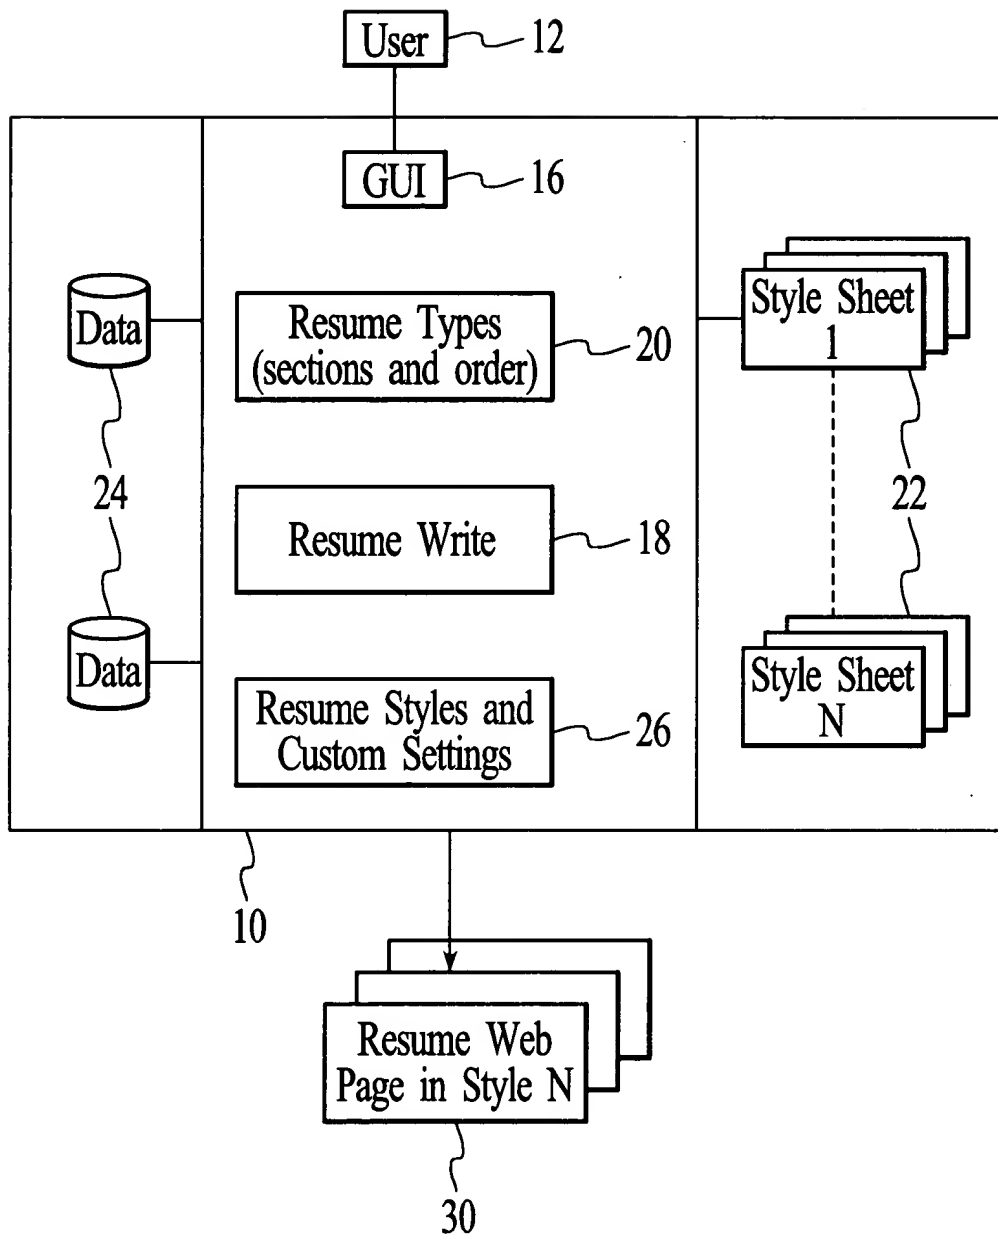 User 12
GUI 16
Data
Resume Types
(sections and order)
20
Style Sheet
1
24
Resume Write
18
22
Data
Resume Styles and
Custom Settings
26
Style Sheet
N
10
Resume Web
Page in Style N
30